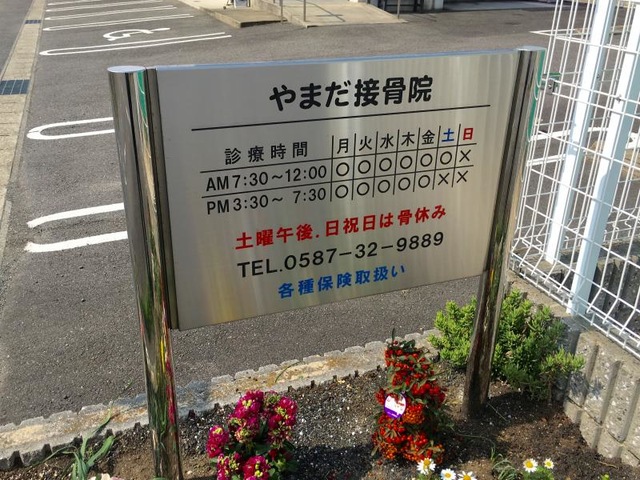 やまだ接骨院
診療時間 月 火 水 木 金 土 日
AM 7:30〜12:00 ○ ○ ○ ○ ○ ○ ×
PM 3:30〜 7:30 ○ ○ ○ ○ ○ × ×
土曜午後.日祝日は骨休み
TEL.0587-32-9889
各種保険取扱い